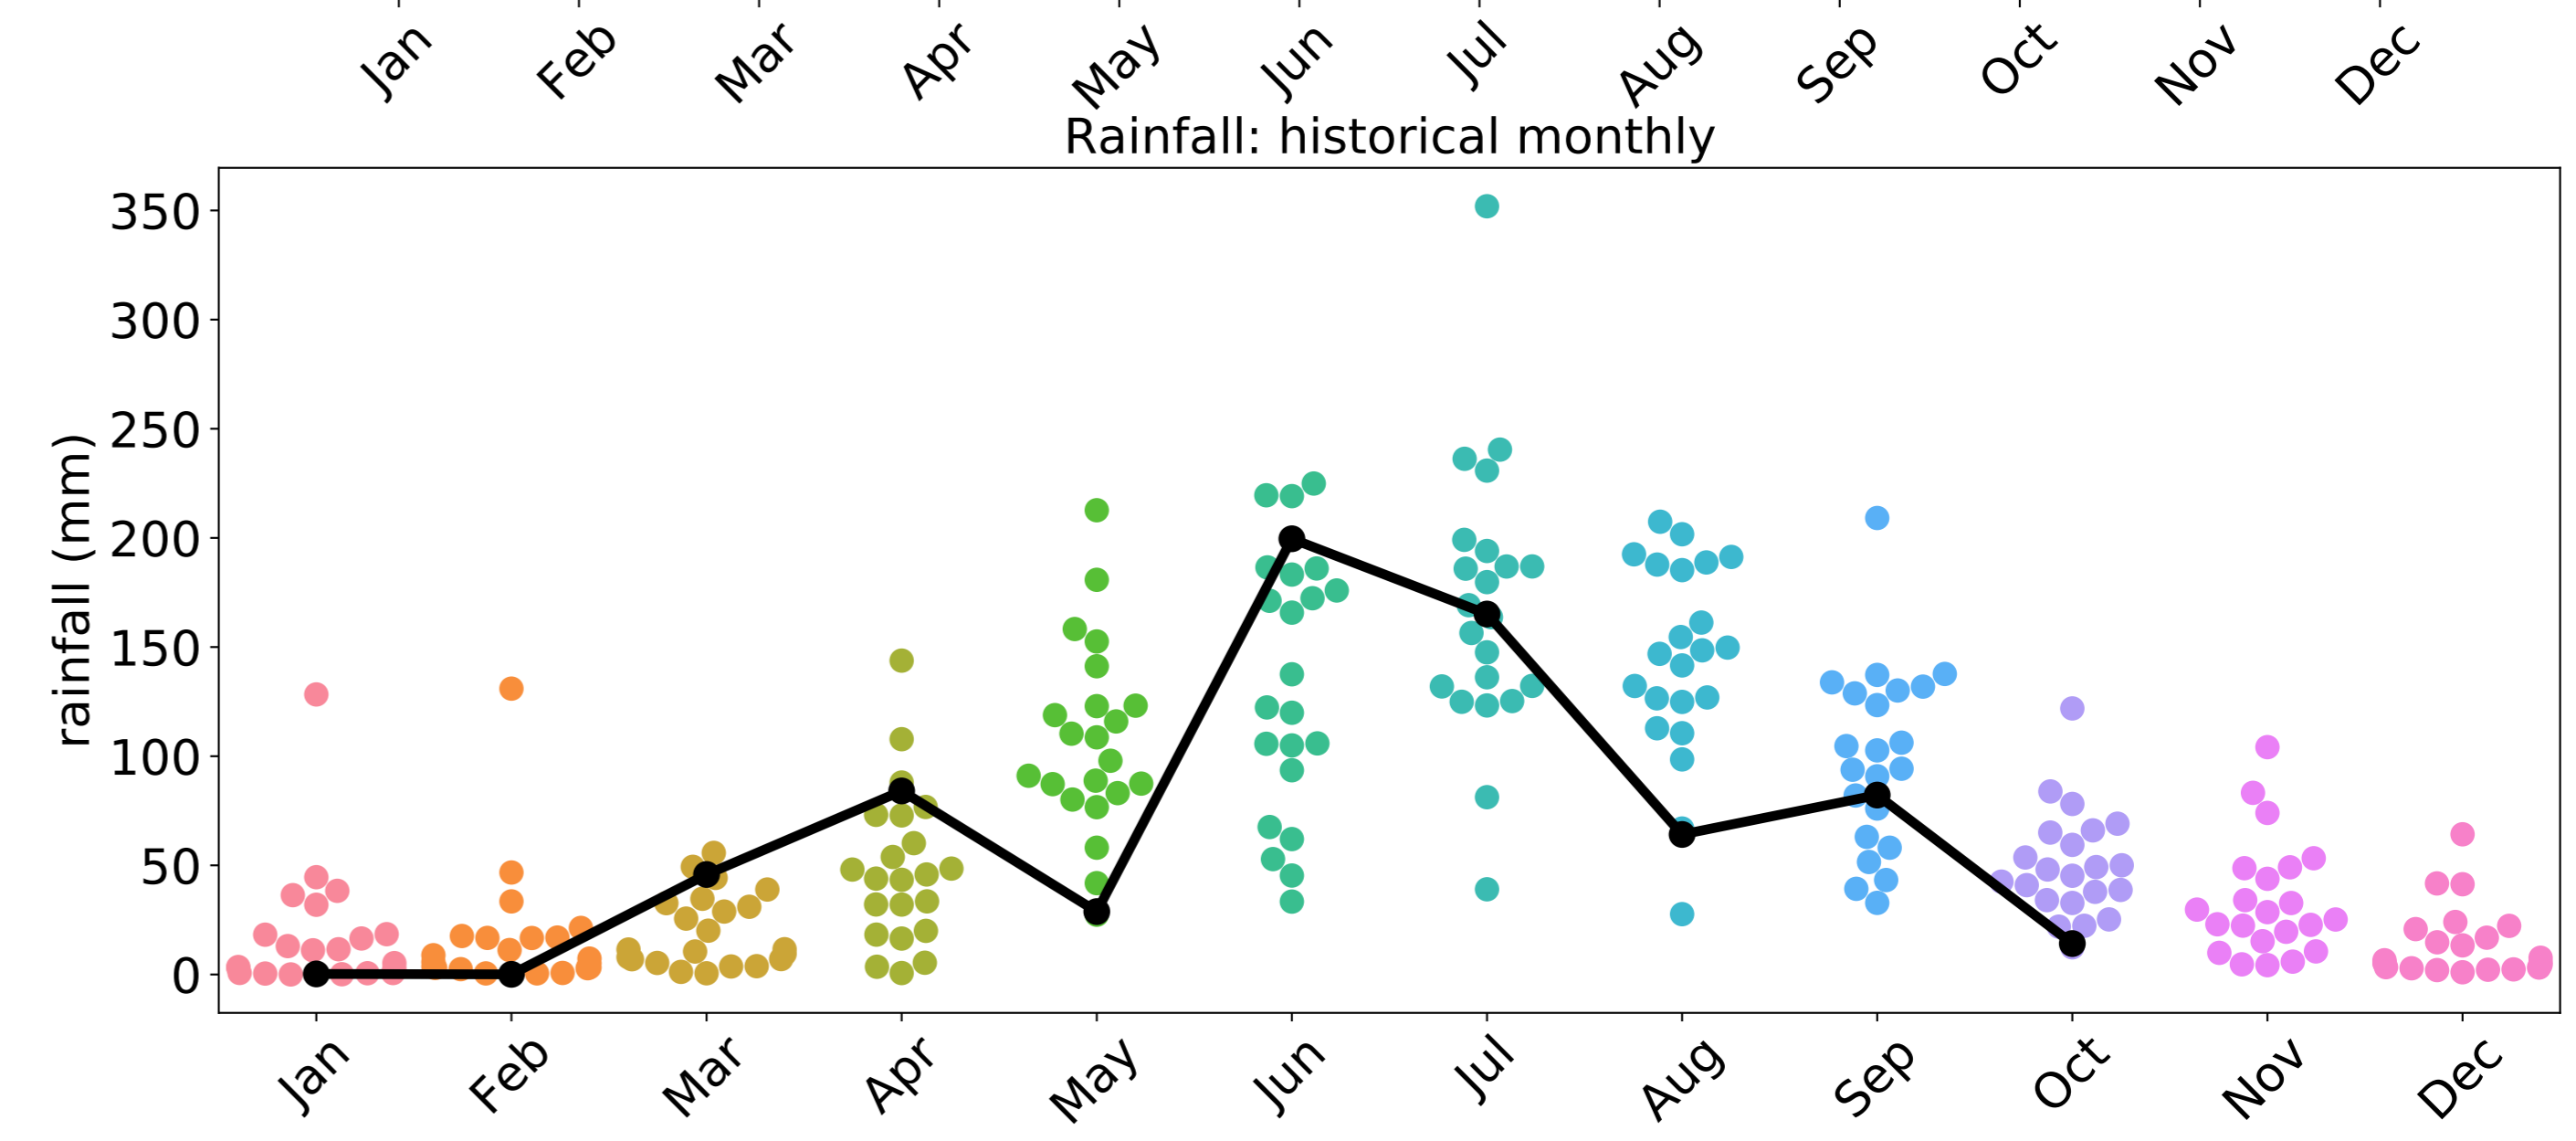 Jan Feb Mar Apr May Jun Jul Aug Sep Oct Nov Dec
Rainfall: historical monthly
rainfall (mm)
350
300
250
200
150
100
50
0
Jan Feb Mar Apr May Jun Jul Aug Sep Oct Nov Dec